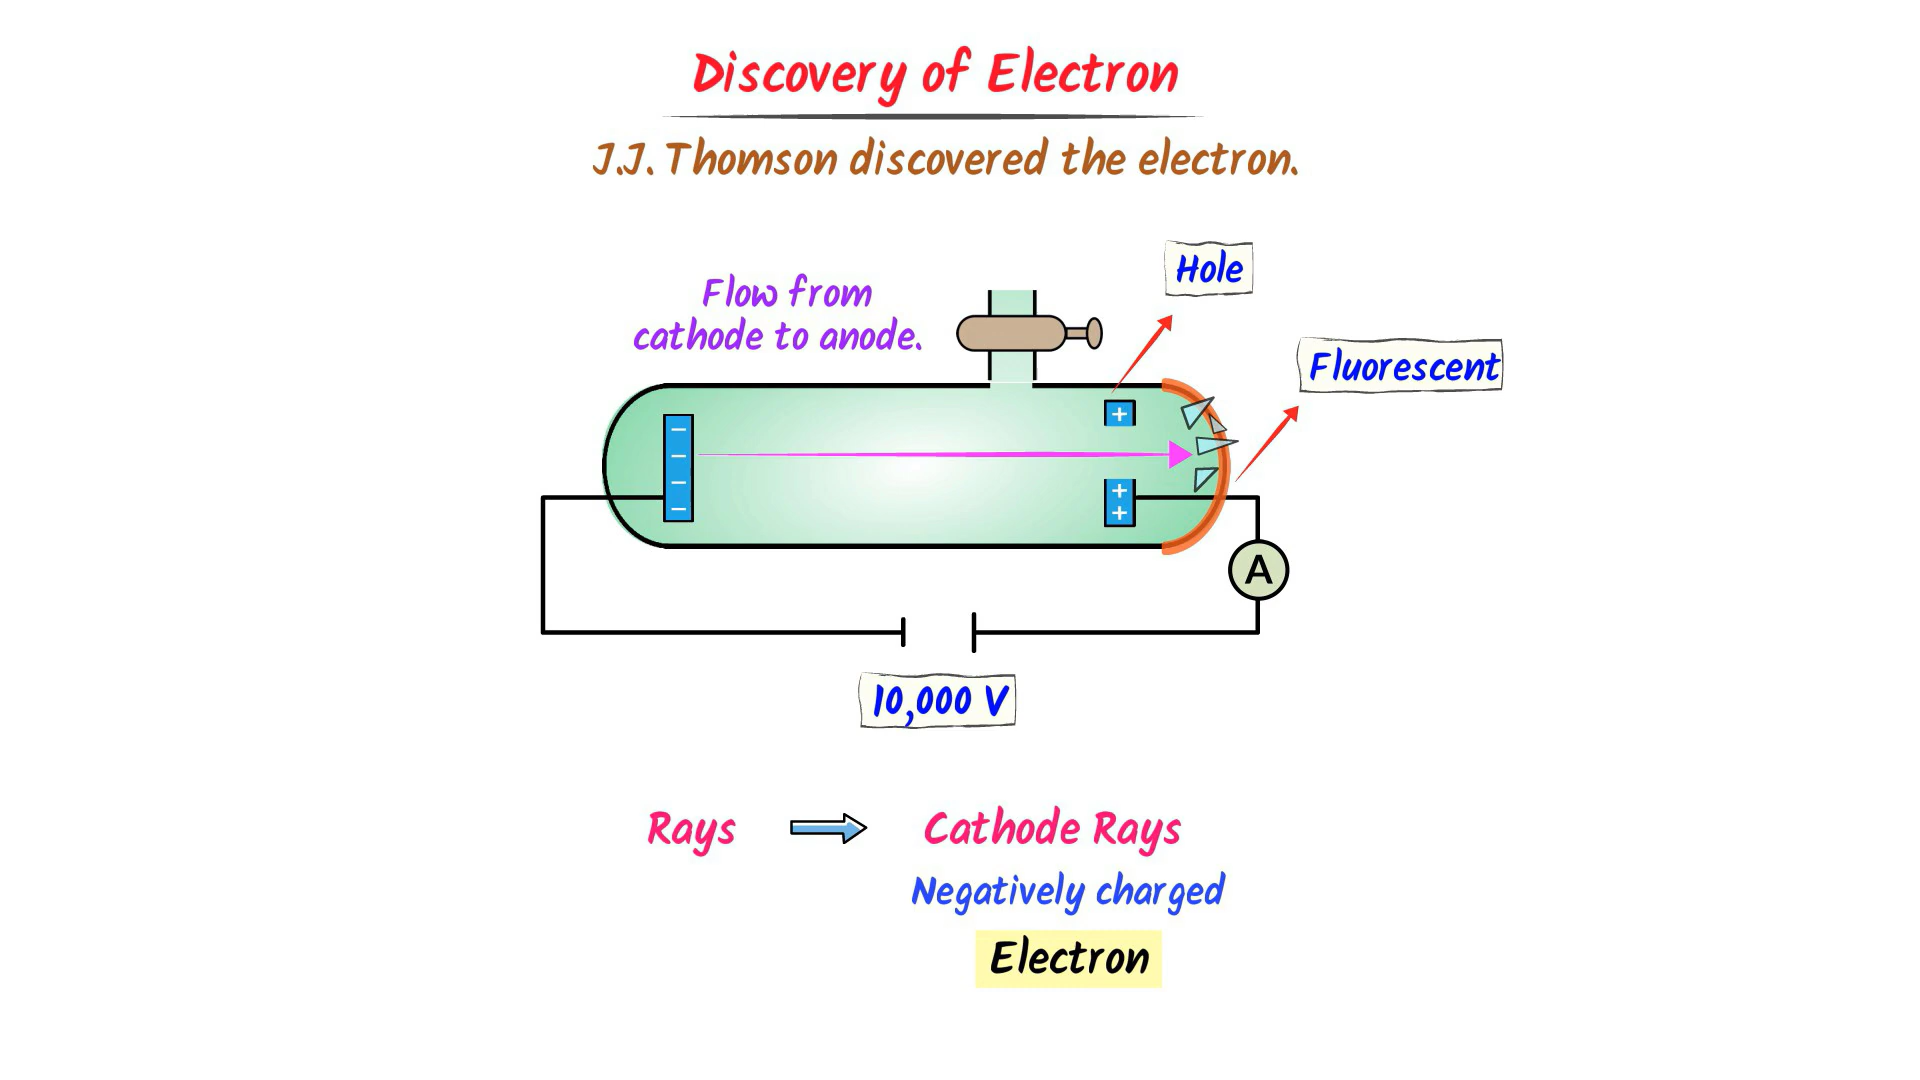 Discovery of Electron
J.J. Thomson discovered the electron.
Hole
Flow from
cathode to anode.
Fluorescent
+
−
−
−
−
+
+
A
10,000 V
Rays
Cathode Rays
Negatively charged
Electron